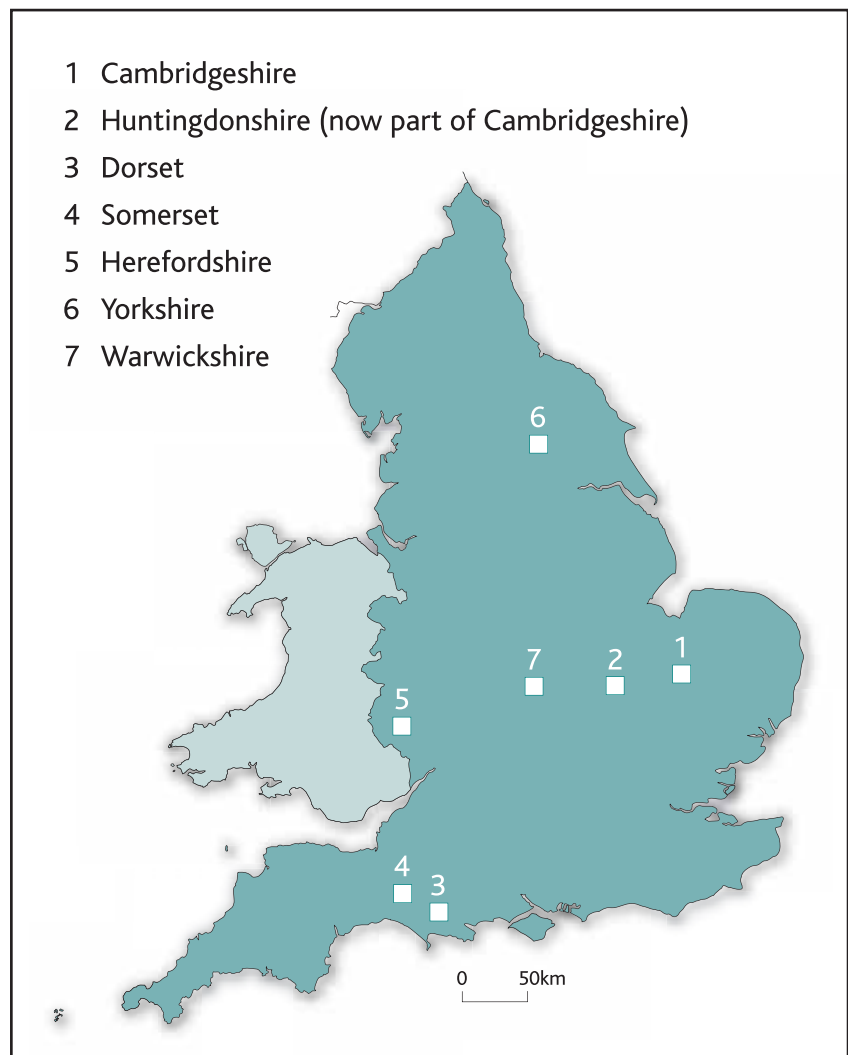 1 Cambridgeshire
2 Huntingdonshire (now part of Cambridgeshire)
3 Dorset
4 Somerset
5 Herefordshire
6 Yorkshire
7 Warwickshire
6
1
7 2
5
4
3
0 50km